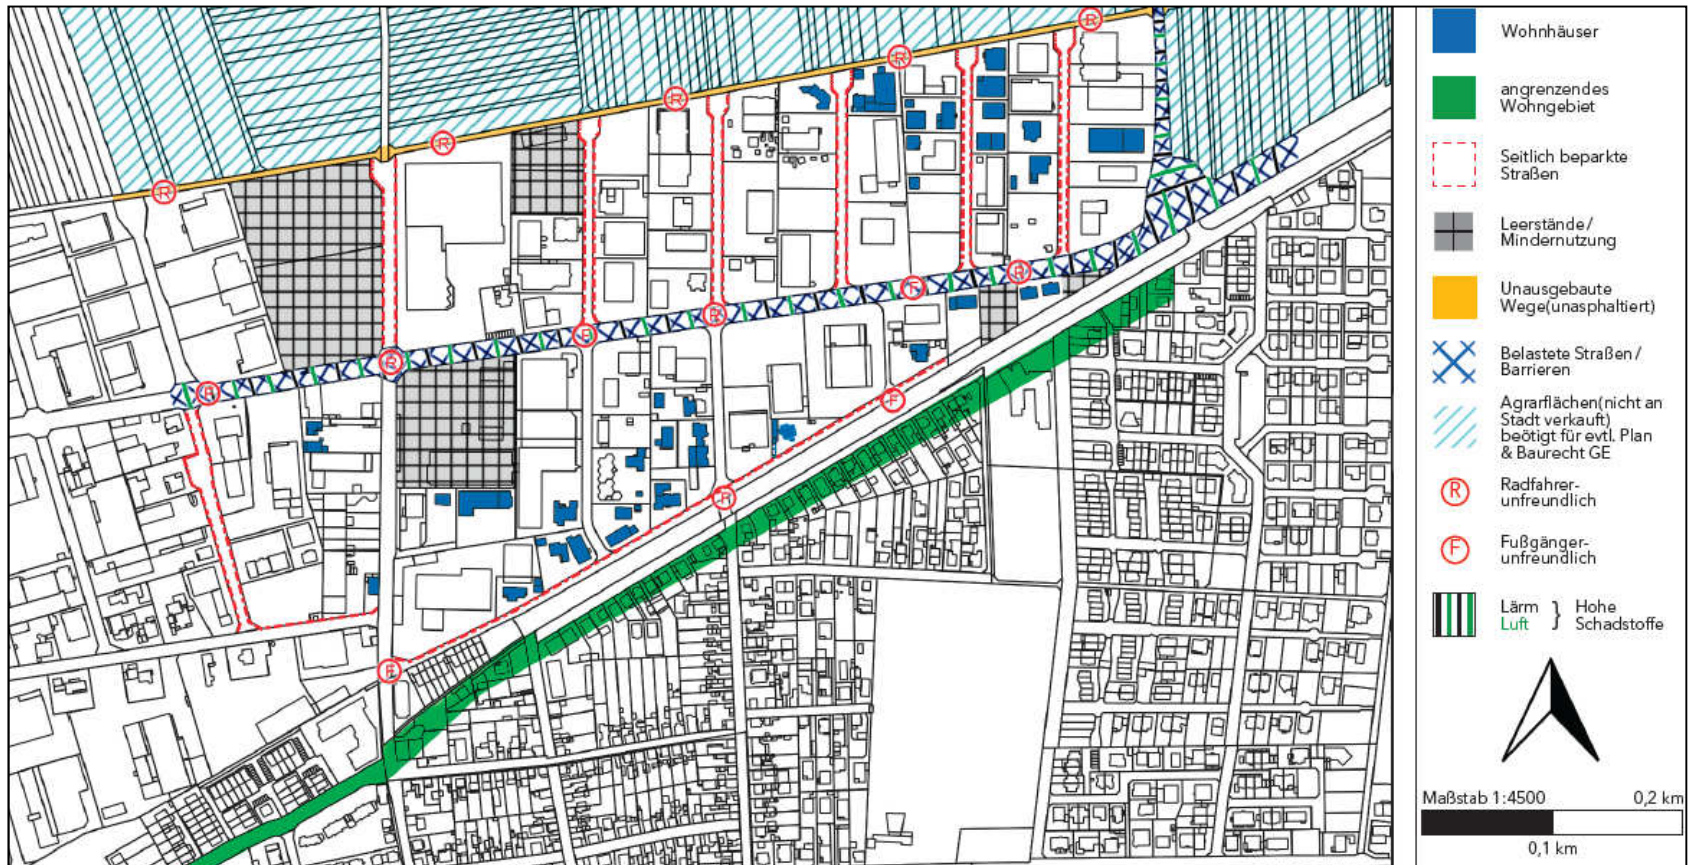 R
R
R
R
R
R
F
R
R
R
F
R
F
Wohnhäuser
angrenzendes
Wohngebiet
Seitlich beparkte
Straßen
Leerstände/
Mindernutzung
Unausgebaute
Wege(unasphaltiert)
Belastete Straßen /
Barrieren
Agrarflächen(nicht an
Stadt verkauft)
beötigt für evtl. Plan
& Baurecht GE
R
Radfahrer-
unfreundlich
F
Fußgänger-
unfreundlich
Lärm } Hohe
Luft Schadstoffe
Maßstab 1:4500 0,2 km
0,1 km